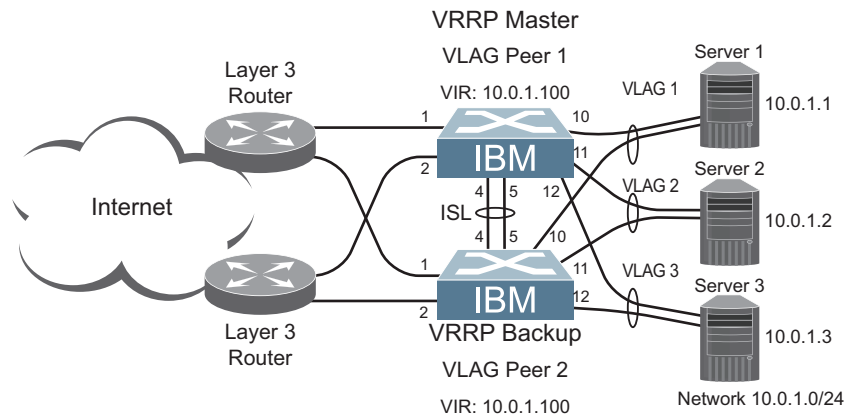 VRRP Master
VLAG Peer 1
VIR: 10.0.1.100
Layer 3
Router
Internet
Layer 3
Router
1
2
10
11
12
IBM
4
5
ISL
4
5
10
11
12
1
2
IBM
VRRP Backup
VLAG Peer 2
VIR: 10.0.1.100
VLAG 1
VLAG 2
VLAG 3
Server 1
10.0.1.1
Server 2
10.0.1.2
Server 3
10.0.1.3
Network 10.0.1.0/24